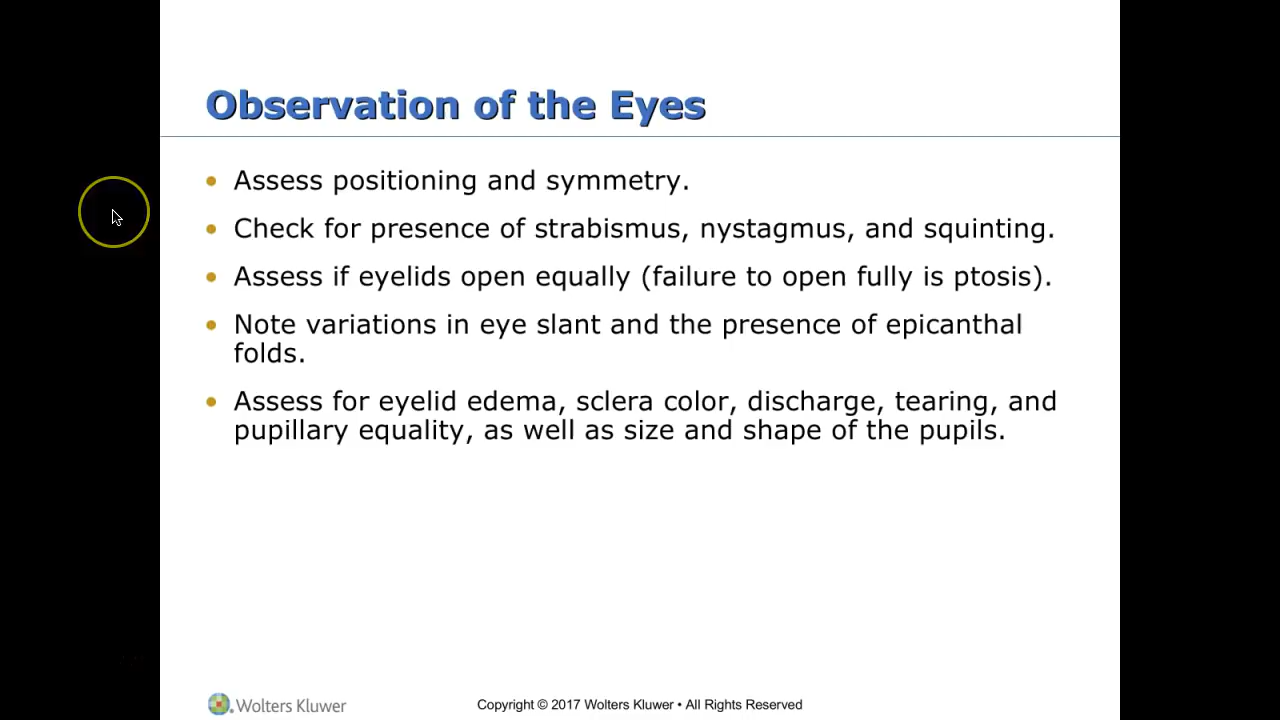 Observation of the Eyes
• Assess positioning and symmetry.
• Check for presence of strabismus, nystagmus, and squinting.
• Assess if eyelids open equally (failure to open fully is ptosis).
• Note variations in eye slant and the presence of epicanthal
folds.
• Assess for eyelid edema, sclera color, discharge, tearing, and
pupillary equality, as well as size and shape of the pupils.
Wolters Kluwer
Copyright © 2017 Wolters Kluwer • All Rights Reserved